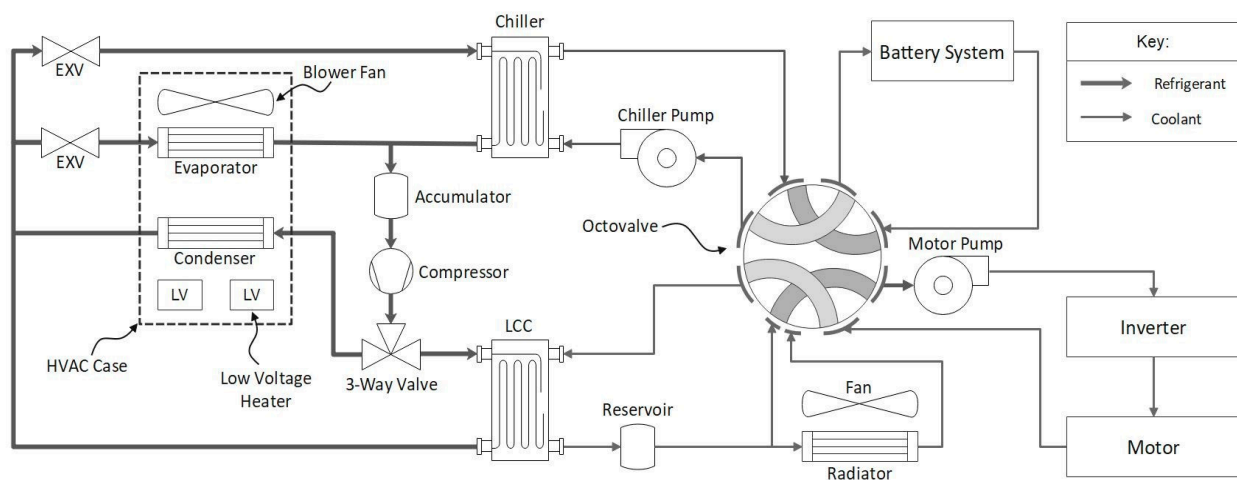 Chiller
EXV
Blower Fan
Battery System
Key:
Refrigerant
Coolant
Chiller Pump
EXV
Evaporator
Accumulator
Octovalve
Motor Pump
Condenser
Compressor
LV
LV
LCC
Inverter
HVAC Case
Low Voltage
Heater
3-Way Valve
Reservoir
Fan
Radiator
Motor